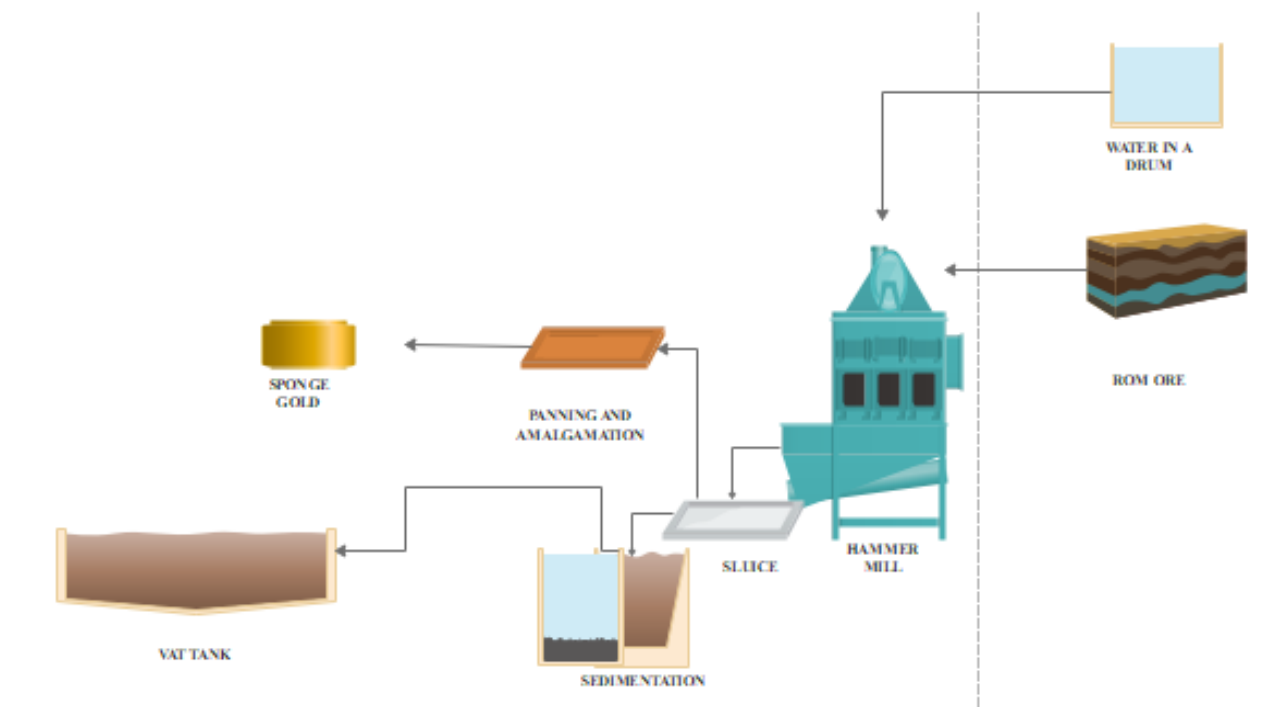 WATER IN A
DRUM
ROM ORE
SPONGE
GOLD
PANNING AND
AMALGAMATION
HAMMER
MILL
SLUICE
VAT TANK
SEDIMENTATION